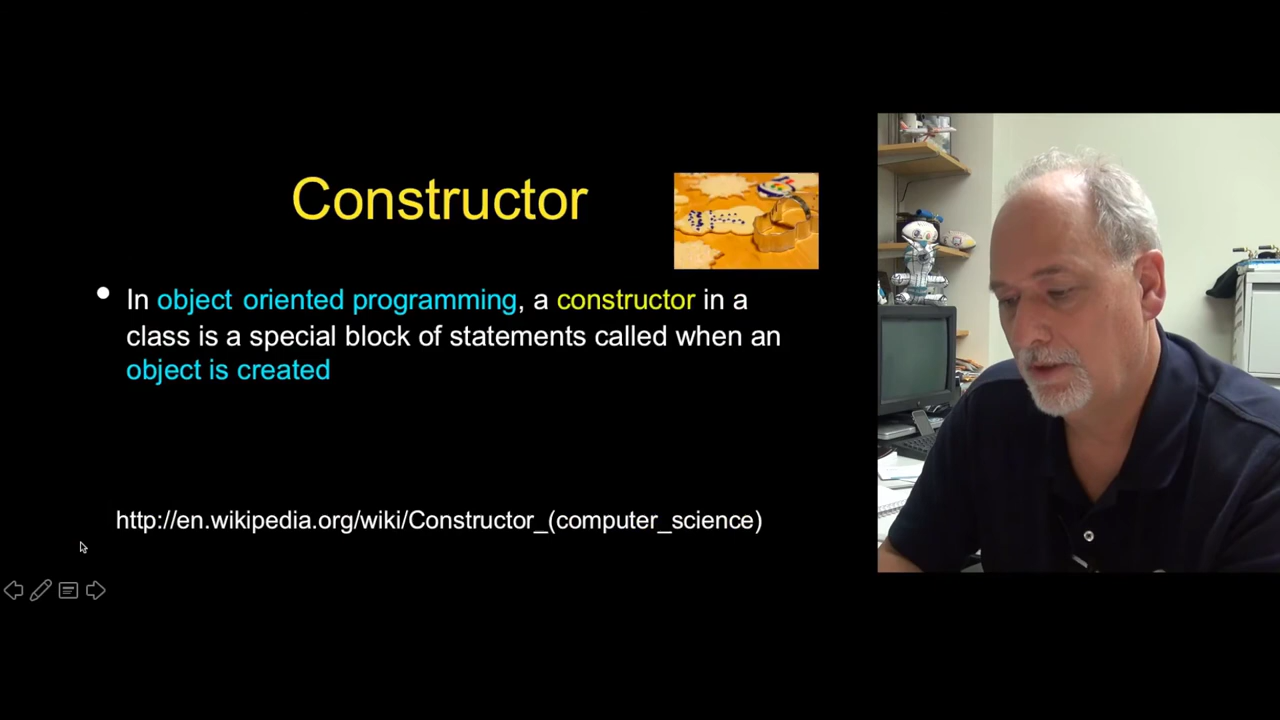 Constructor
• In object oriented programming, a constructor in a
class is a special block of statements called when an
object is created
http://en.wikipedia.org/wiki/Constructor_(computer_science)